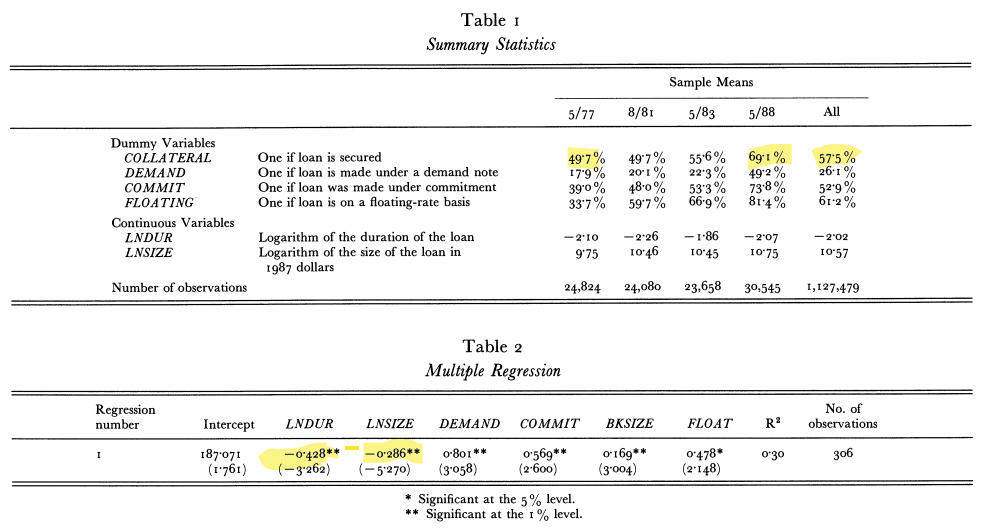 Table 1
Summary Statistics
Sample Means
5/77 8/81 5/83 5/88 All
Dummy Variables
COLLATERAL One if loan is secured 49·7% 49·7% 55·6% 69·1% 57·5%
DEMAND One if loan is made under a demand note 17·9% 20·1% 22·3% 49·2% 26·1%
COMMIT One if loan was made under commitment 39·0% 48·0% 53·3% 73·8% 52·9%
FLOATING One if loan is on a floating-rate basis 33·7% 59·7% 66·9% 81·4% 61·2%
Continuous Variables
LNDUR Logarithm of the duration of the loan −2·10 −2·26 −1·86 −2·07 −2·02
LNSIZE Logarithm of the size of the loan in 9·75 10·46 10·45 10·75 10·57
1987 dollars
Number of observations 24,824 24,080 23,658 30,545 1,127,479
Table 2
Multiple Regression
Regression No. of
number Intercept LNDUR LNSIZE DEMAND COMMIT BKSIZE FLOAT R² observations
1 187·071 −0·428** −0·286** 0·801** 0·569** 0·169** 0·478* 0·30 306
(1·761) (−3·262) (−5·270) (3·058) (2·600) (3·004) (2·148)
* Significant at the 5% level.
** Significant at the 1% level.